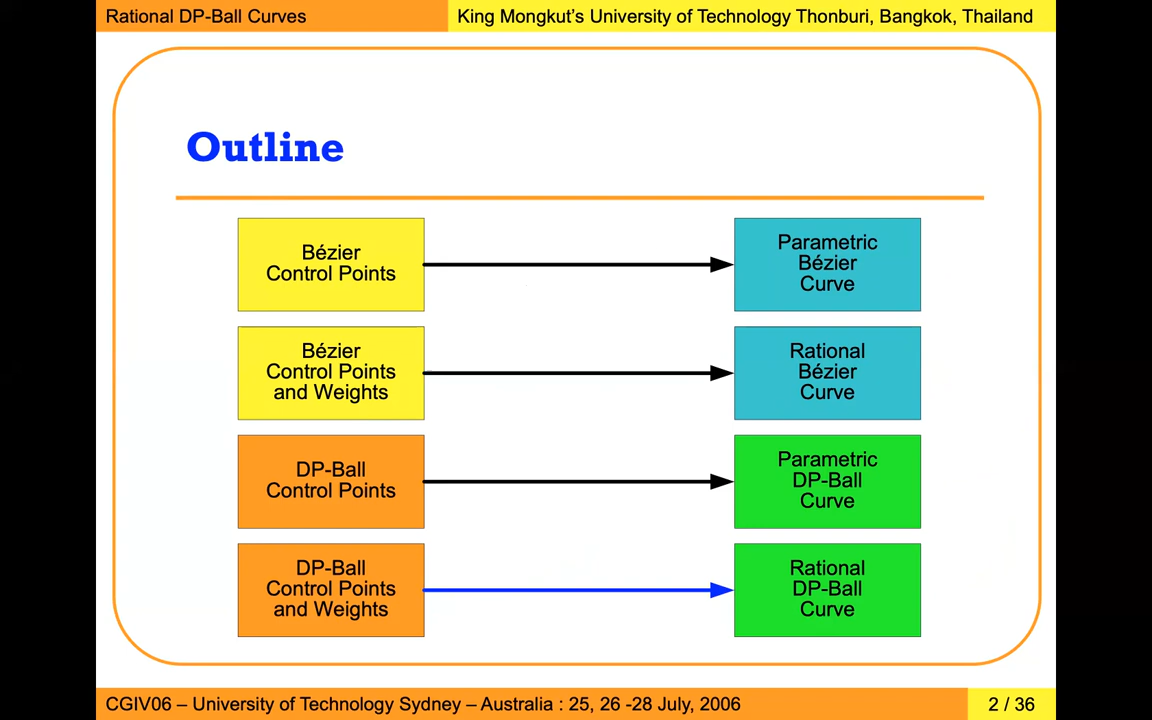 Rational DP-Ball Curves
King Mongkut's University of Technology Thonburi, Bangkok, Thailand
Outline
Bézier
Control Points
Parametric
Bézier
Curve
Bézier
Control Points
and Weights
Rational
Bézier
Curve
DP-Ball
Control Points
Parametric
DP-Ball
Curve
DP-Ball
Control Points
and Weights
Rational
DP-Ball
Curve
CGIV06 – University of Technology Sydney – Australia : 25, 26 -28 July, 2006
2 / 36